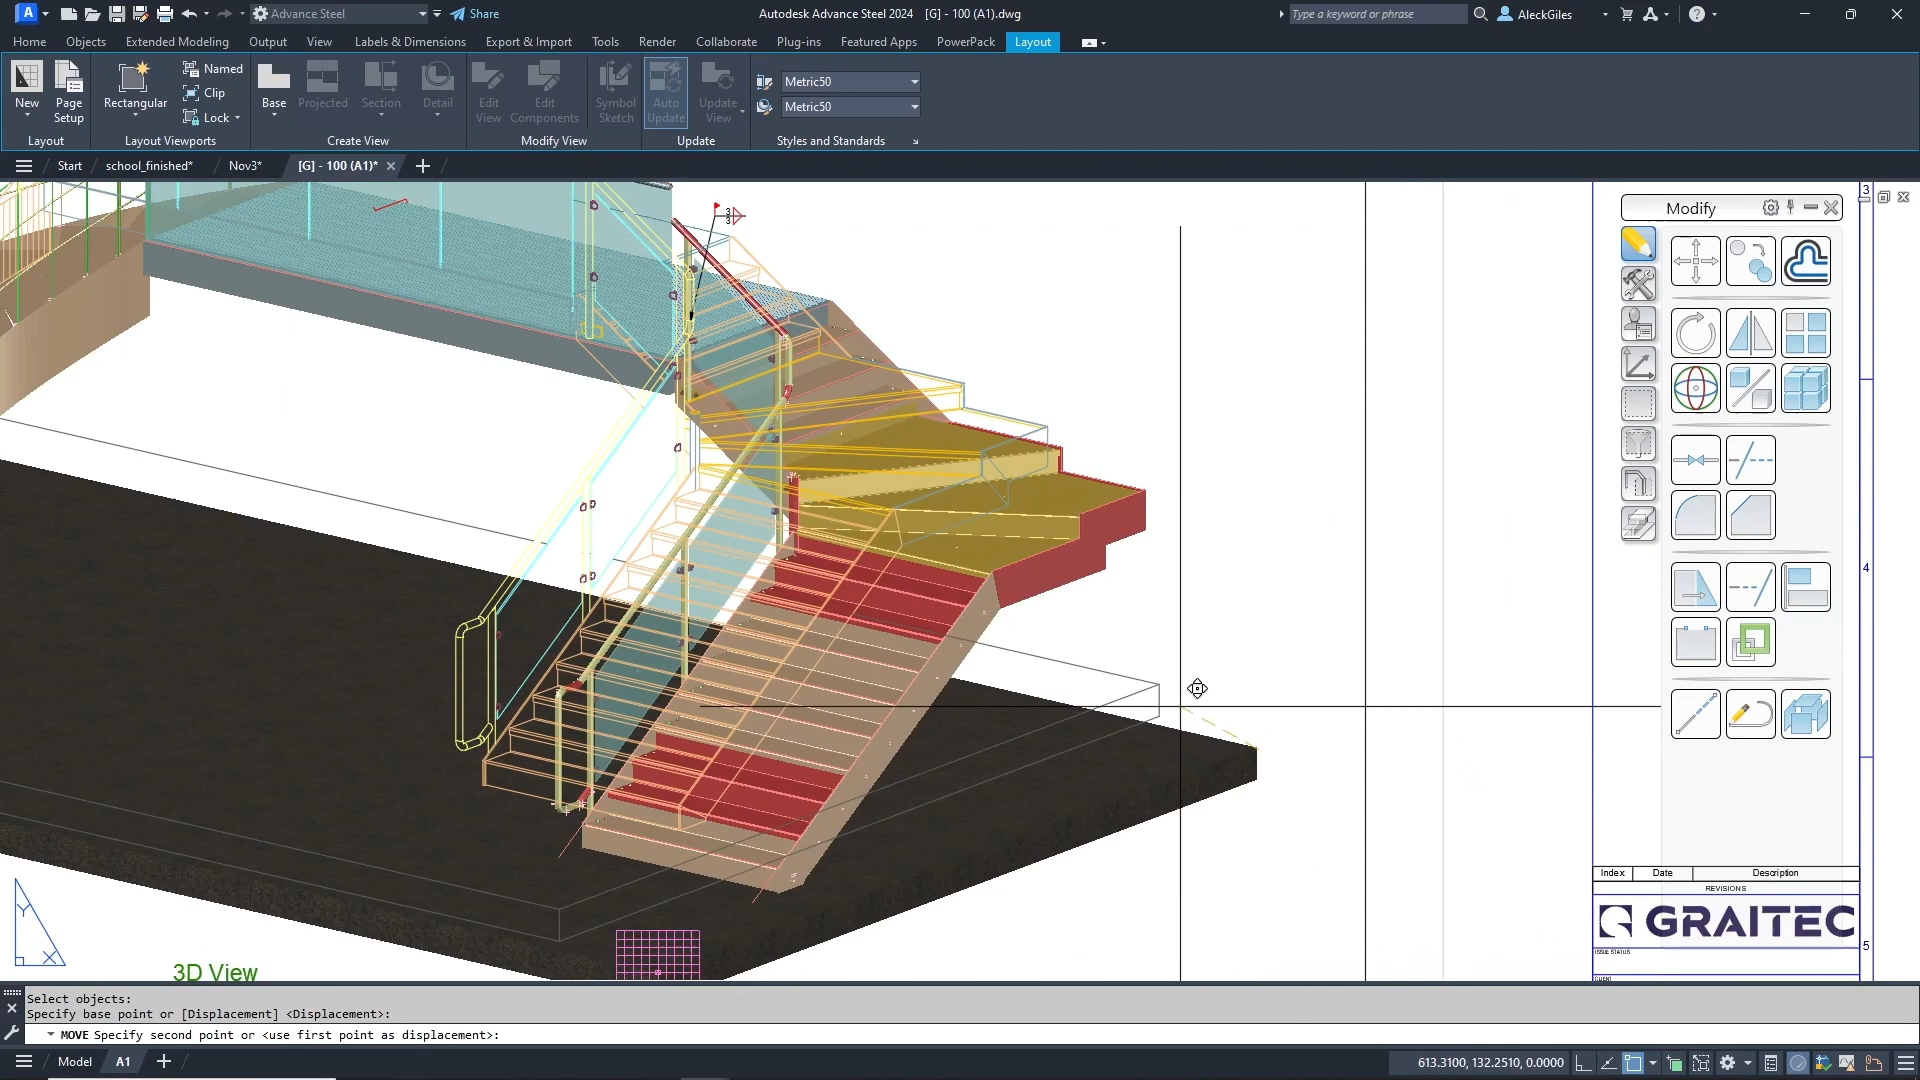 A Advance Steel Share Autodesk Advance Steel 2024 [G] - 100 (A1).dwg Type a keyword or phrase AleckGiles
Home Objects Extended Modeling Output View Labels & Dimensions Export & Import Tools Render Collaborate Plug-ins Featured Apps PowerPack Layout
New
Page Setup
Rectangular
Named
Clip
Lock
Base
Projected
Section
Detail
Edit View
Edit Components
Symbol Sketch
Auto Update
Update View
Metric50
Metric50
Layout Layout Viewports Create View Modify View Update Styles and Standards
Start school_finished* Nov3* [G] - 100 (A1)*
3
Modify
3
3
4
Y
X
3D View
Index Date Description
REVISIONS
GRAITEC
5
ISSUE STATUS
CLIENT
Select objects:
Specify base point or [Displacement] <Displacement>:
MOVE Specify second point or <use first point as displacement>:
Model A1 613.3100, 132.2510, 0.0000